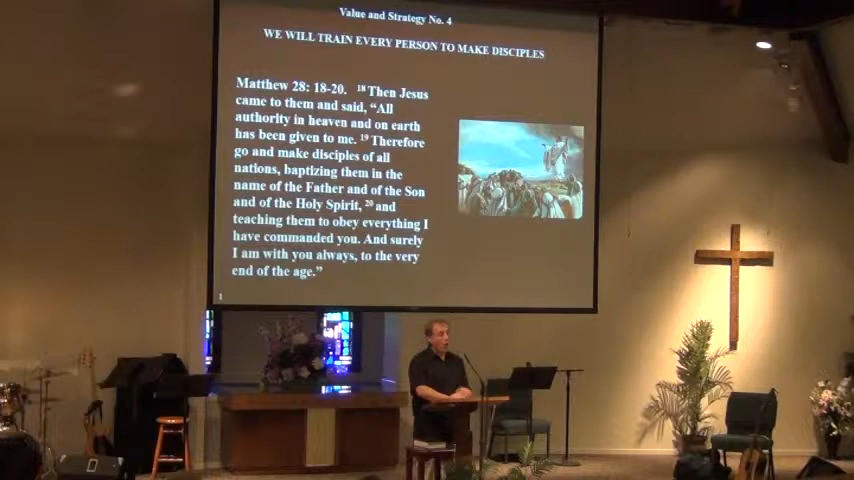 Value and Strategy No. 4
WE WILL TRAIN EVERY PERSON TO MAKE DISCIPLES
Matthew 28: 18-20. 18 Then Jesus
came to them and said, “All
authority in heaven and on earth
has been given to me. 19 Therefore
go and make disciples of all
nations, baptizing them in the
name of the Father and of the Son
and of the Holy Spirit, 20 and
teaching them to obey everything I
have commanded you. And surely
I am with you always, to the very
end of the age.”
1